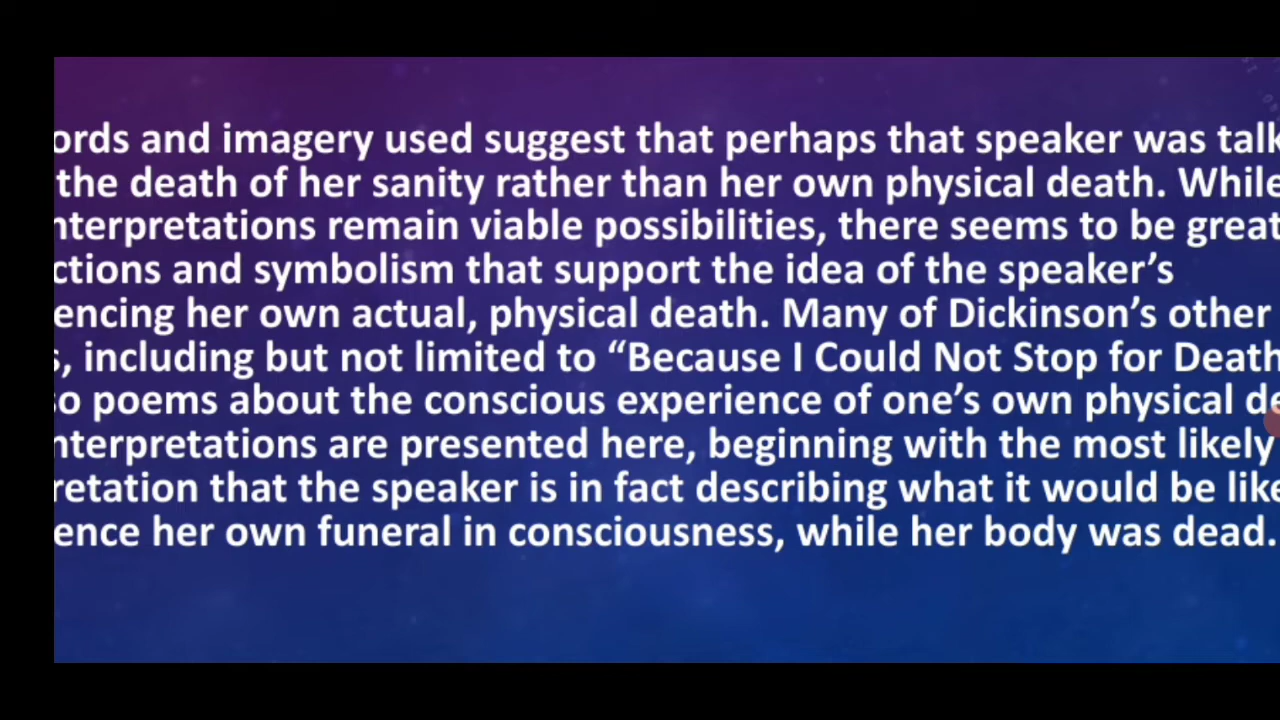 ords and imagery used suggest that perhaps that speaker was talk
the death of her sanity rather than her own physical death. While
nterpretations remain viable possibilities, there seems to be great
ctions and symbolism that support the idea of the speaker's
encing her own actual, physical death. Many of Dickinson's other
s, including but not limited to “Because I Could Not Stop for Death
so poems about the conscious experience of one's own physical de
nterpretations are presented here, beginning with the most likely
retation that the speaker is in fact describing what it would be like
ence her own funeral in consciousness, while her body was dead.